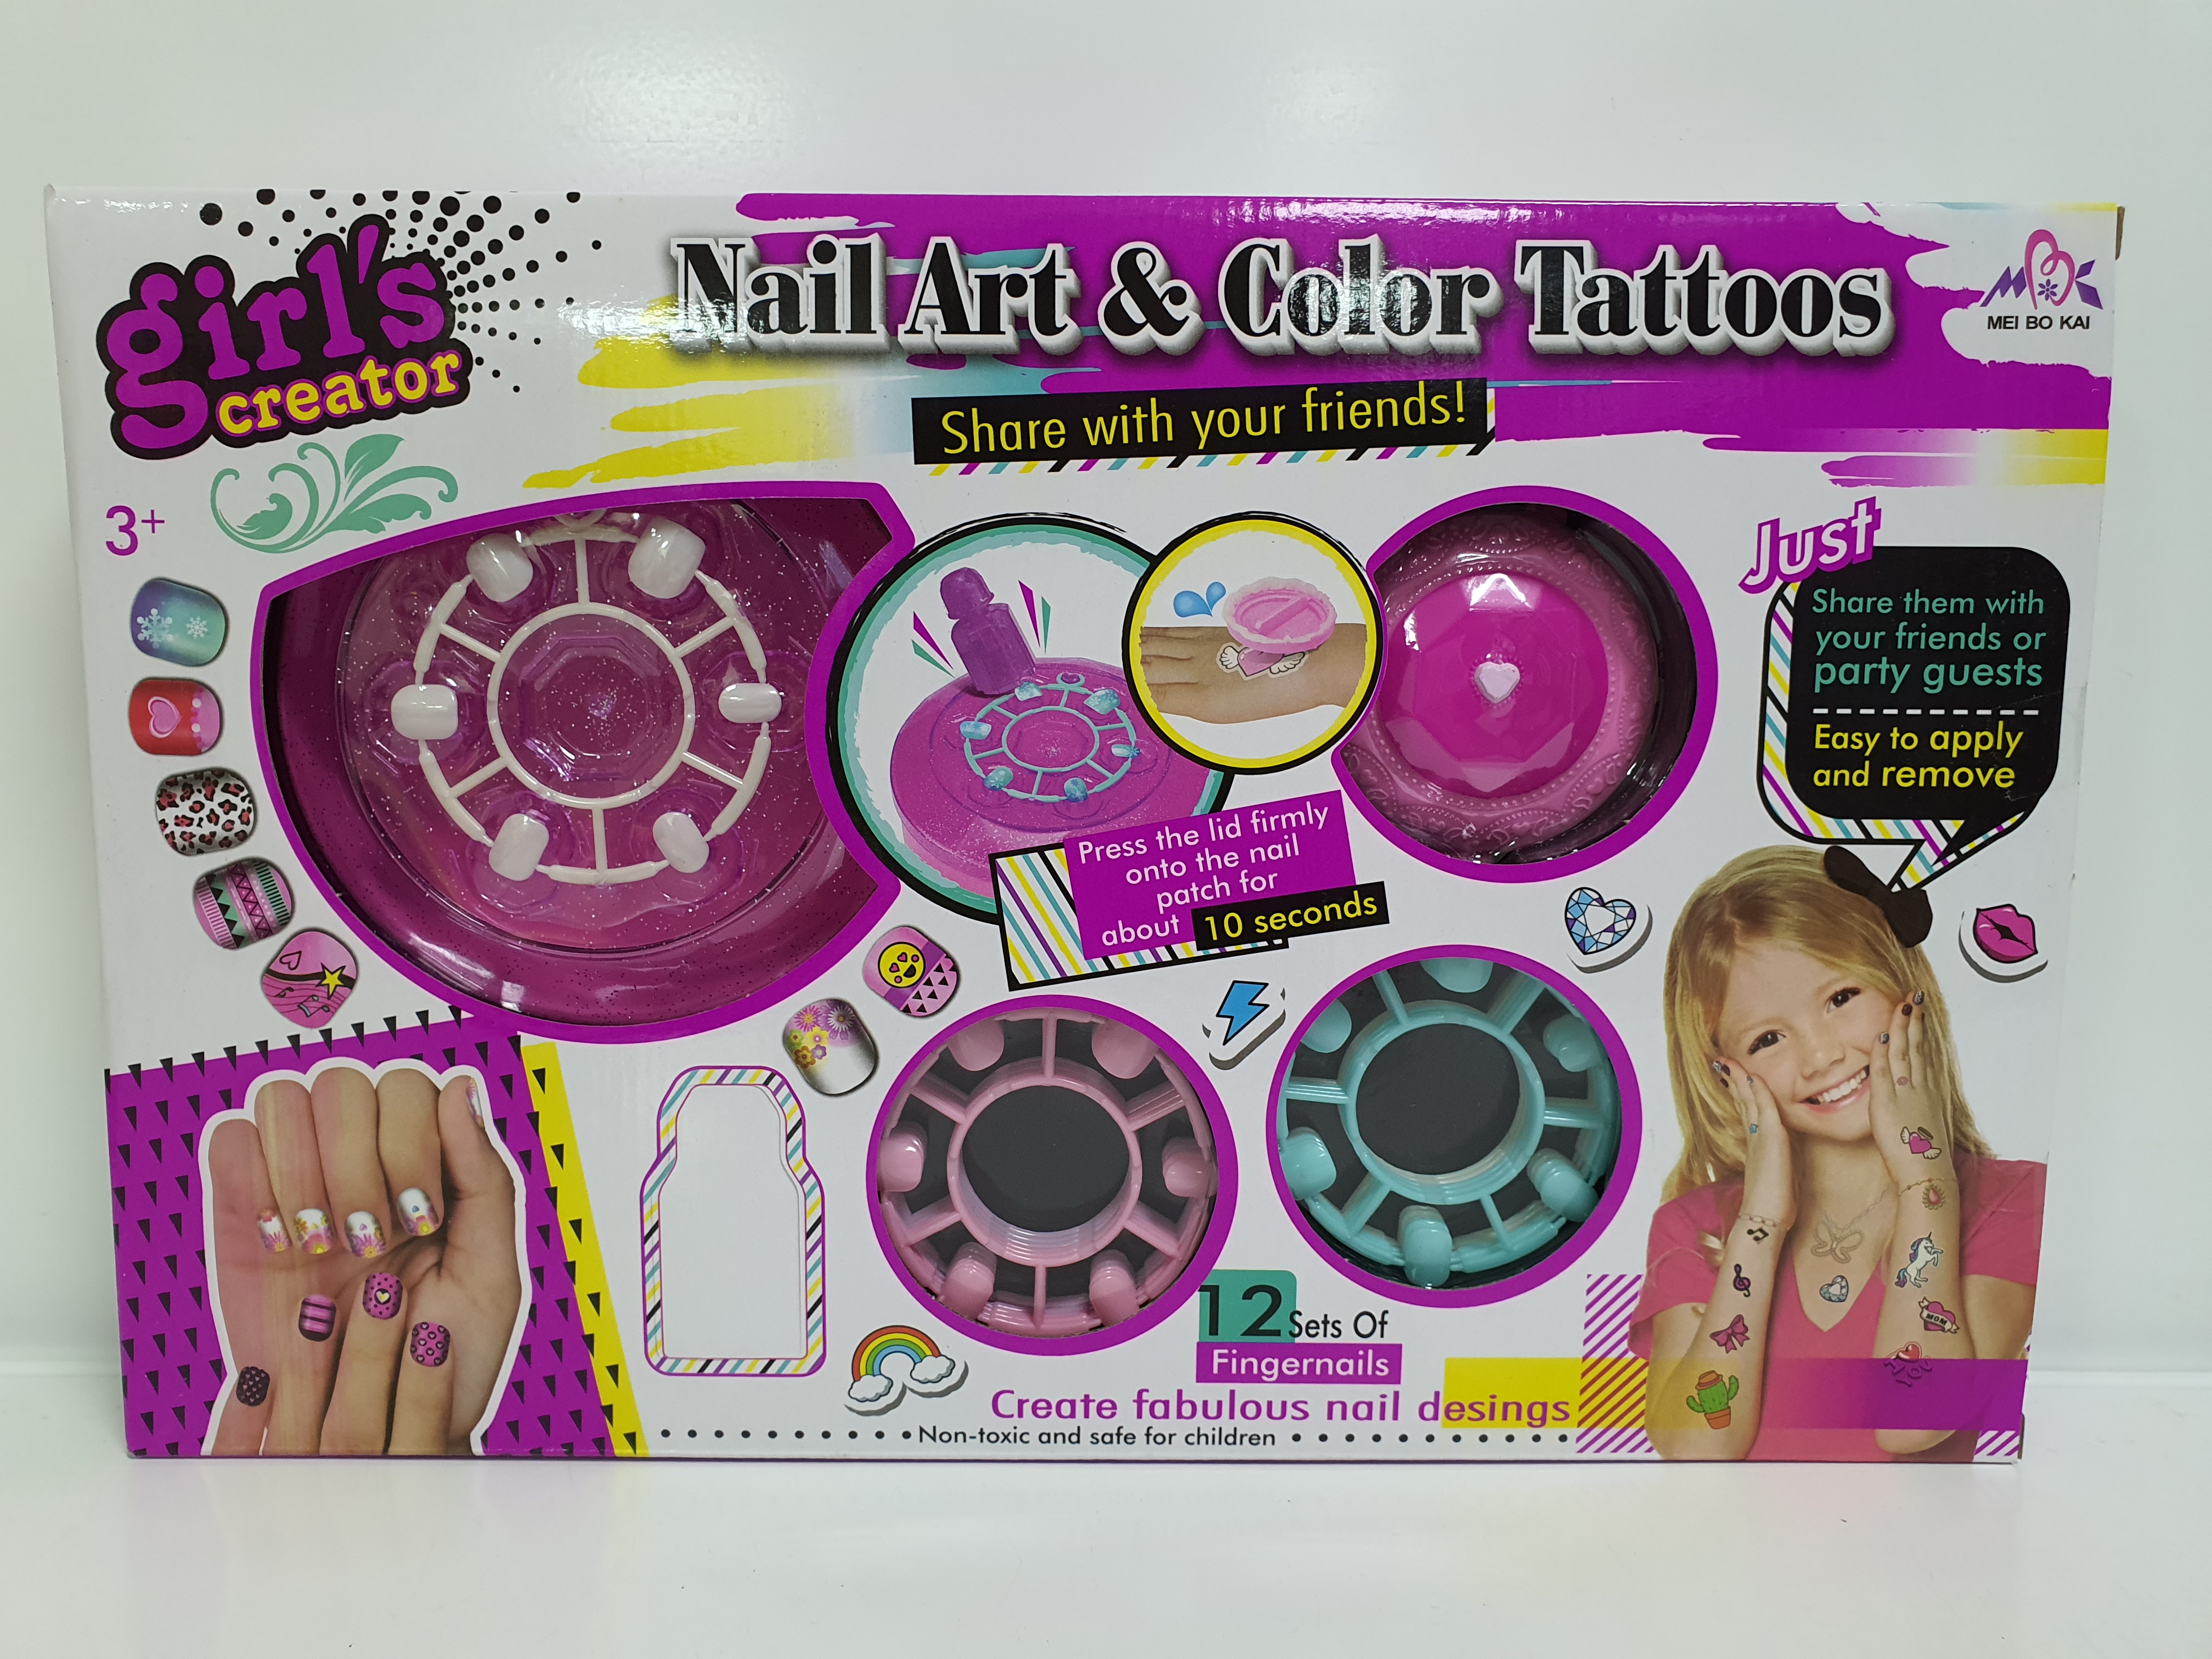 girl's
creator
Nail Art & Color Tattoos
MBK
MEI BO KAI
Share with your friends!
3+
Just
Share them with
your friends or
party guests
Easy to apply
and remove
Press the lid firmly
onto the nail
patch for
about 10 seconds
12 Sets Of
Fingernails
Create fabulous nail desings
Non-toxic and safe for children
MOM